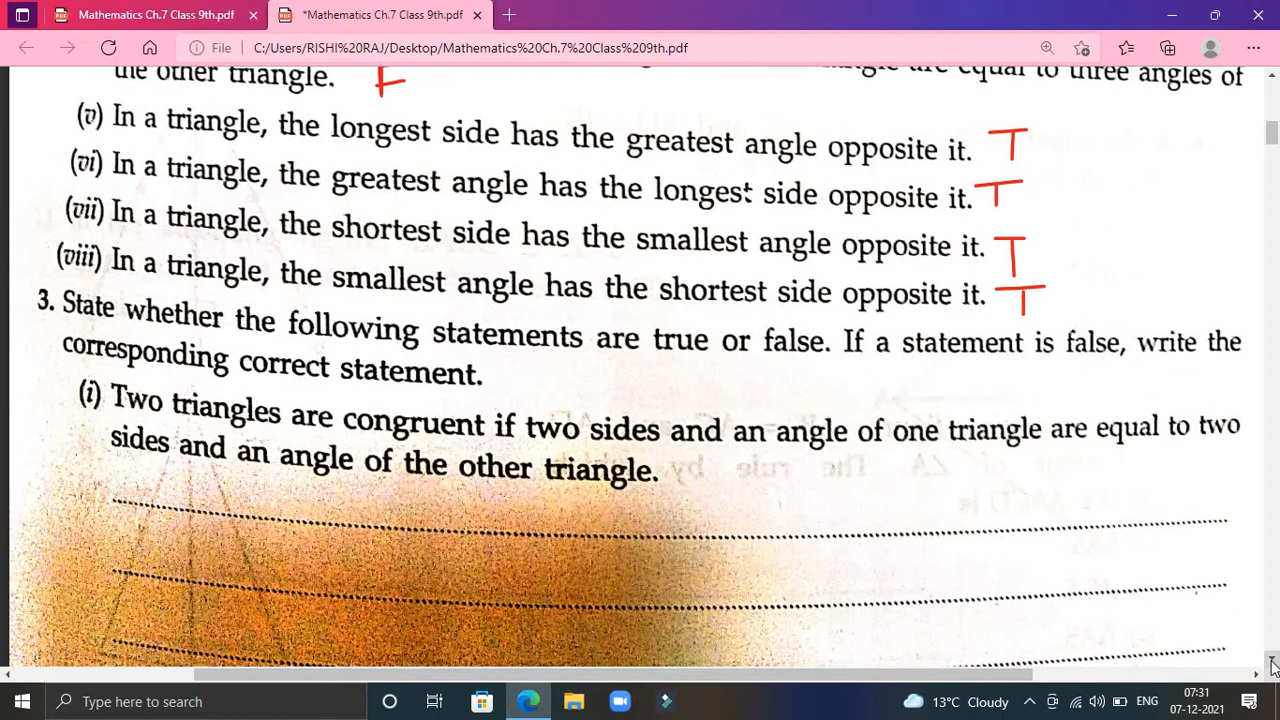 Mathematics Ch.7 Class 9th.pdf
*Mathematics Ch.7 Class 9th.pdf
File C:/Users/RISHI%20RAJ/Desktop/Mathematics%20Ch.7%20Class%209th.pdf
the other triangle. F are equal to three angles of
(v) In a triangle, the longest side has the greatest angle opposite it. T
(vi) In a triangle, the greatest angle has the longest side opposite it. T
(vii) In a triangle, the shortest side has the smallest angle opposite it. T
(viii) In a triangle, the smallest angle has the shortest side opposite it. T
3. State whether the following statements are true or false. If a statement is false, write the
corresponding correct statement.
(i) Two triangles are congruent if two sides and an angle of one triangle are equal to two
sides and an angle of the other triangle.
Type here to search
13°C Cloudy
ENG
07:31
07-12-2021